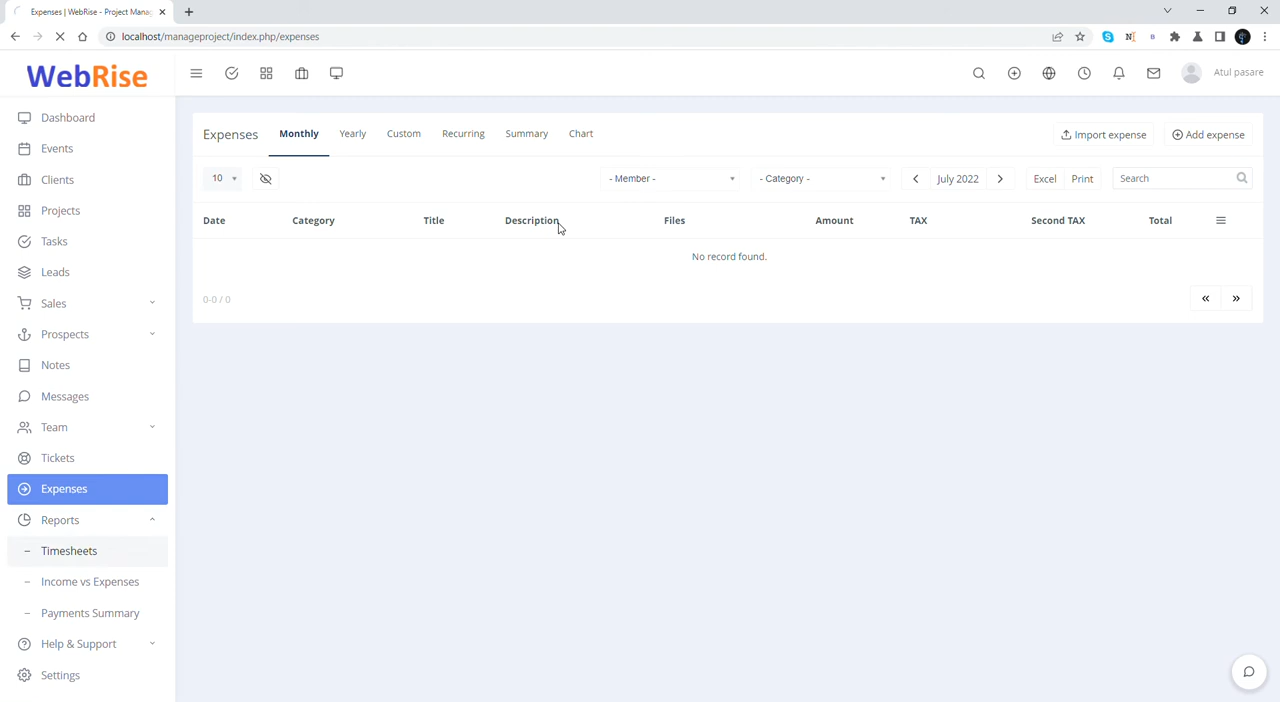 Expenses | WebRise - Project Mana
localhost/manageproject/index.php/expenses
WebRise
Atul pasare
Dashboard
Events
Clients
Projects
Tasks
Leads
Sales
Prospects
Notes
Messages
Team
Tickets
Expenses
Reports
Timesheets
Income vs Expenses
Payments Summary
Help & Support
Settings
Expenses Monthly Yearly Custom Recurring Summary Chart Import expense Add expense
10 - Member - - Category - July 2022 Excel Print Search
Date Category Title Description Files Amount TAX Second TAX Total
No record found.
0-0 / 0 « »